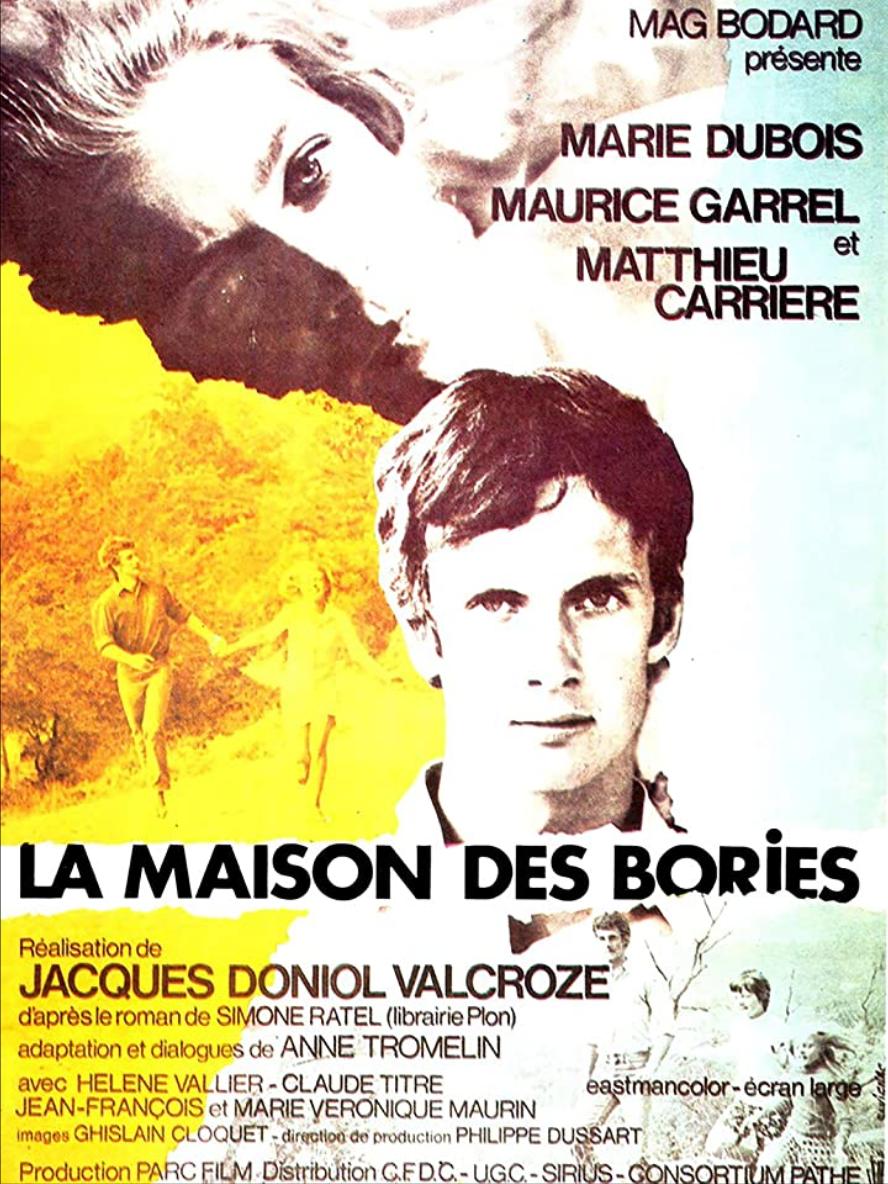 MAG BODARD
présente
MARIE DUBOIS
MAURICE GARREL
et
MATTHIEU
CARRIERE
LA MAISON DES BORiES
Réalisation de
JACQUES DONIOL VALCROZE
d'après le roman de SIMONE RATEL (librairie Plon)
adaptation et dialogues de ANNE TROMELIN
avec HELENE VALLIER - CLAUDE TITRE
JEAN-FRANÇOIS et MARIE VERONIQUE MAURIN
eastmancolor - écran large
images GHISLAIN CLOQUET - direction de production PHILIPPE DUSSART
Production PARC FILM Distribution C.F.D.C. - U.G.C. - SIRIUS - CONSORTIUM PATHE